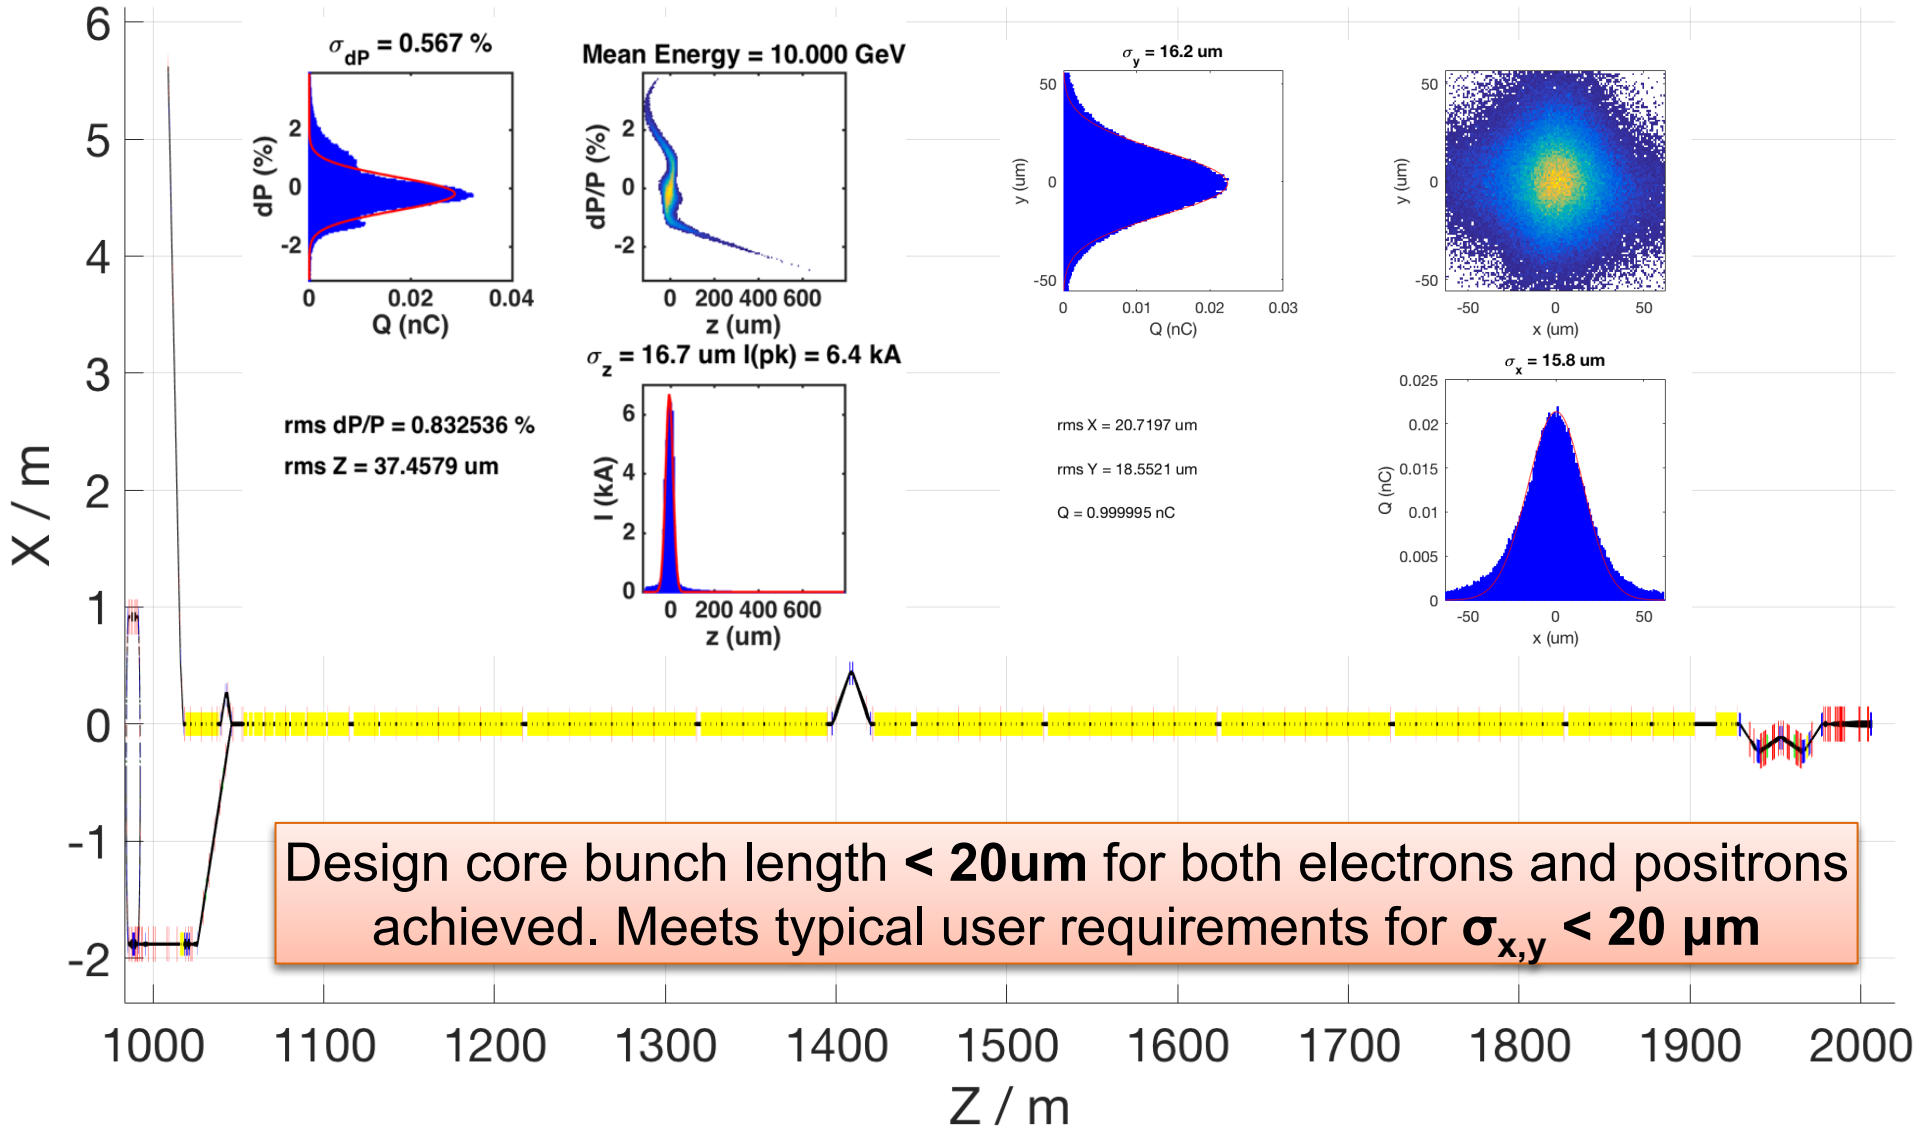 X / m
6
5
4
3
2
1
0
-1
-2
σdP = 0.567 %
dP (%)
2
0
-2
0 0.02 0.04
Q (nC)
Mean Energy = 10.000 GeV
dP/P (%)
2
0
-2
0 200 400 600
z (um)
σz = 16.7 um I(pk) = 6.4 kA
I (kA)
6
4
2
0
0 200 400 600
z (um)
rms dP/P = 0.832536 %
rms Z = 37.4579 um
σy = 16.2 um
y (um)
50
0
-50
0 0.01 0.02 0.03
Q (nC)
y (um)
50
0
-50
-50 0 50
x (um)
rms X = 20.7197 um
rms Y = 18.5521 um
Q = 0.999995 nC
σx = 15.8 um
Q (nC)
0.025
0.02
0.015
0.01
0.005
0
-50 0 50
x (um)
Design core bunch length < 20um for both electrons and positrons
achieved. Meets typical user requirements for σx,y < 20 µm
1000 1100 1200 1300 1400 1500 1600 1700 1800 1900 2000
Z / m